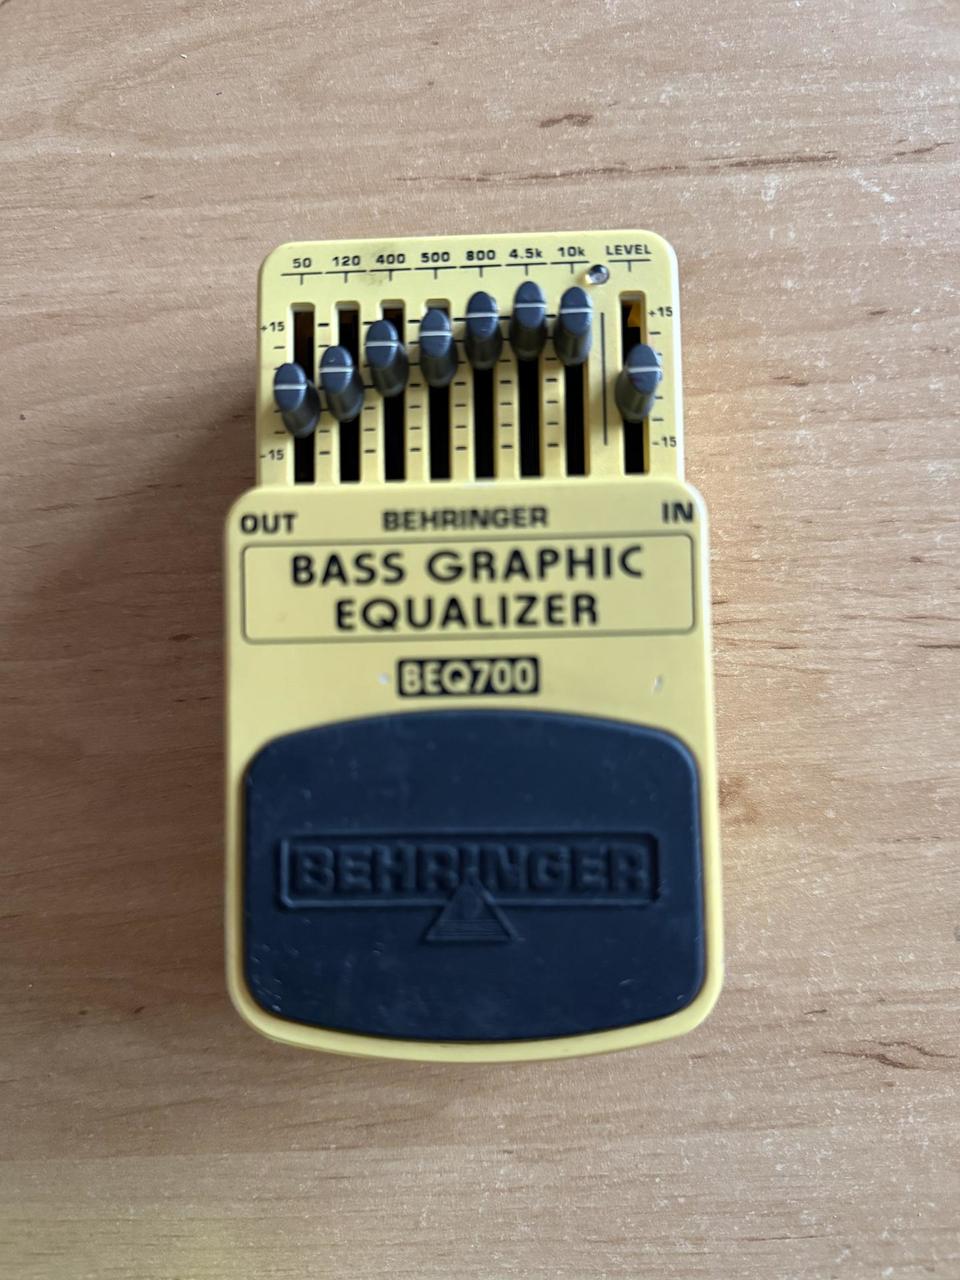 50 120 400 500 800 4.5k 10k LEVEL
+15 +15
-15 -15
OUT BEHRINGER IN
BASS GRAPHIC
EQUALIZER
BEQ700
BEHRINGER